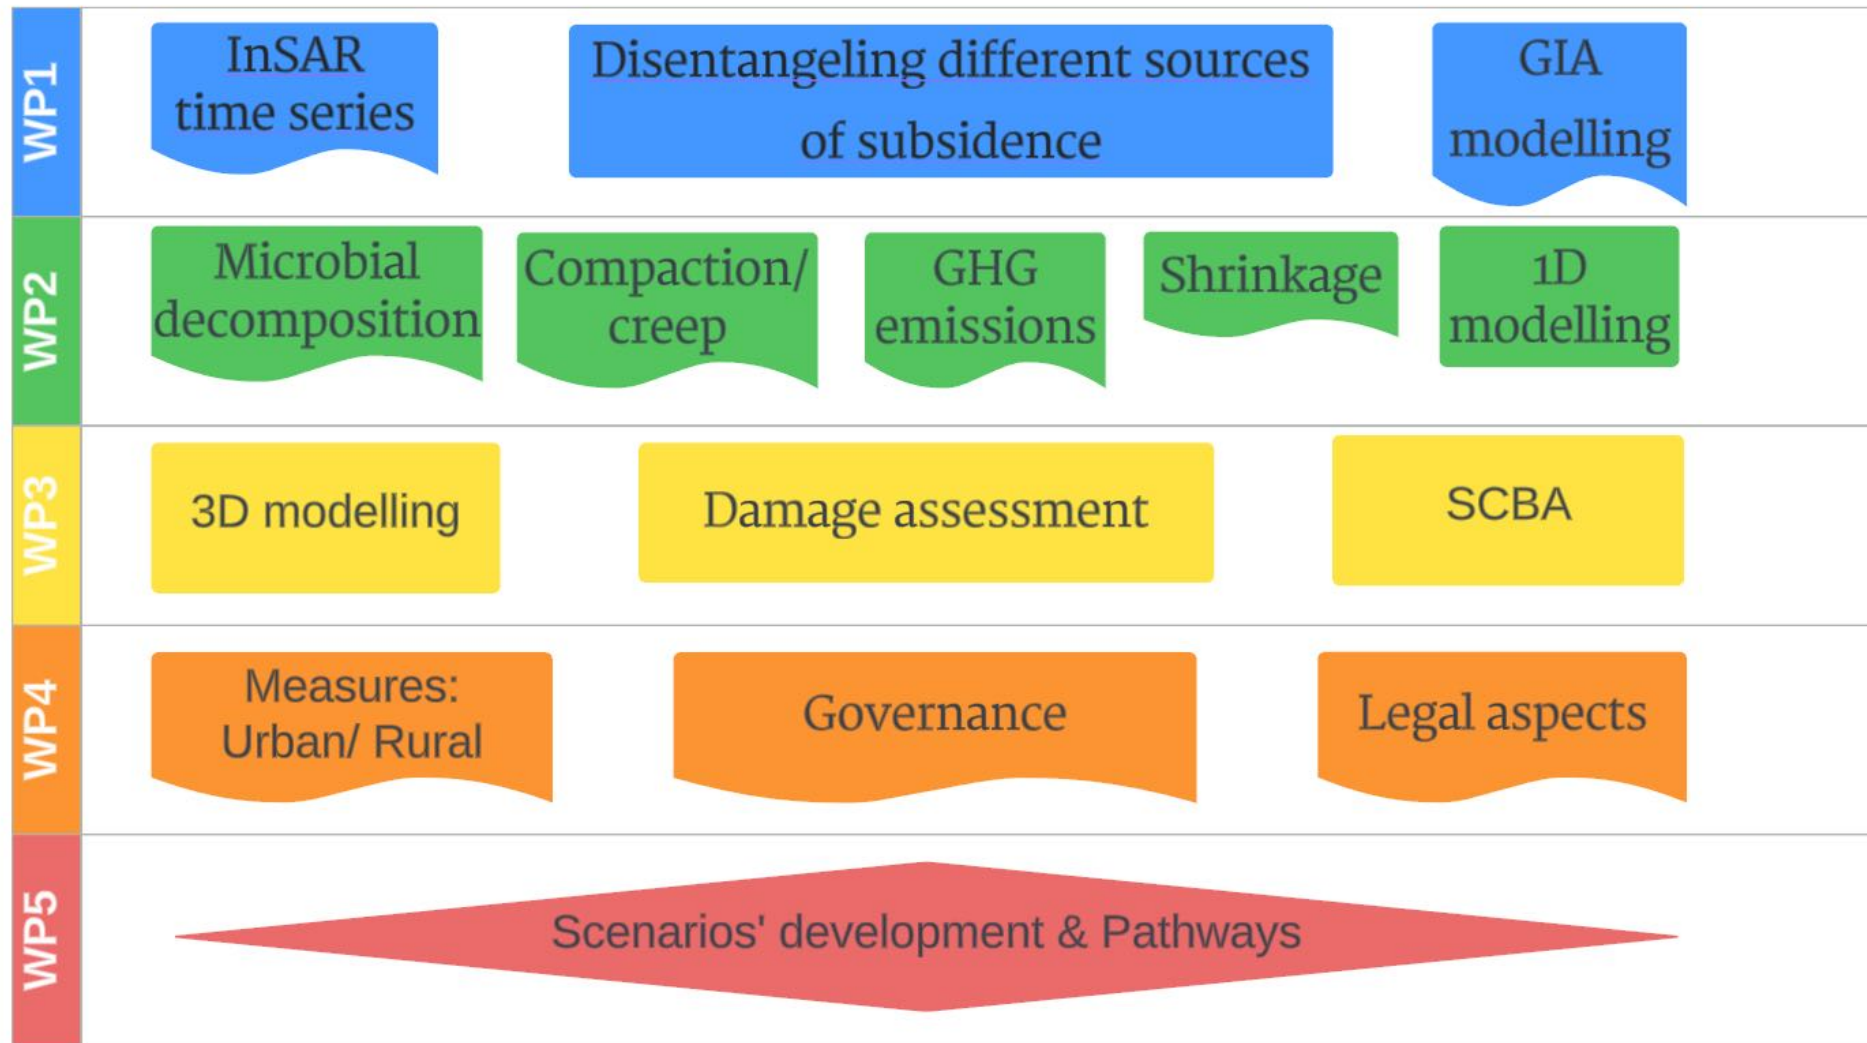 WP1
InSAR
time series
Disentangeling different sources
of subsidence
GIA
modelling
WP2
Microbial
decomposition
Compaction/
creep
GHG
emissions
Shrinkage
1D
modelling
WP3
3D modelling
Damage assessment
SCBA
WP4
Measures:
Urban/ Rural
Governance
Legal aspects
WP5
Scenarios' development & Pathways